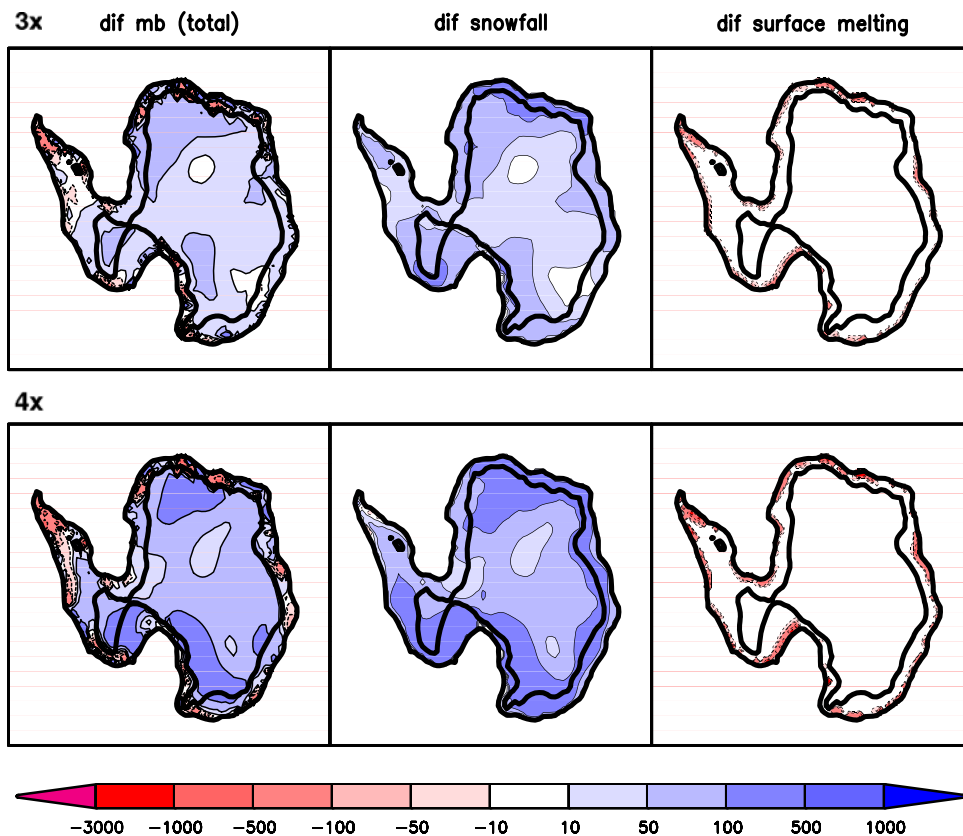 3x dif mb (total) dif snowfall dif surface melting
4x
−3000 −1000 −500 −100 −50 −10 10 50 100 500 1000